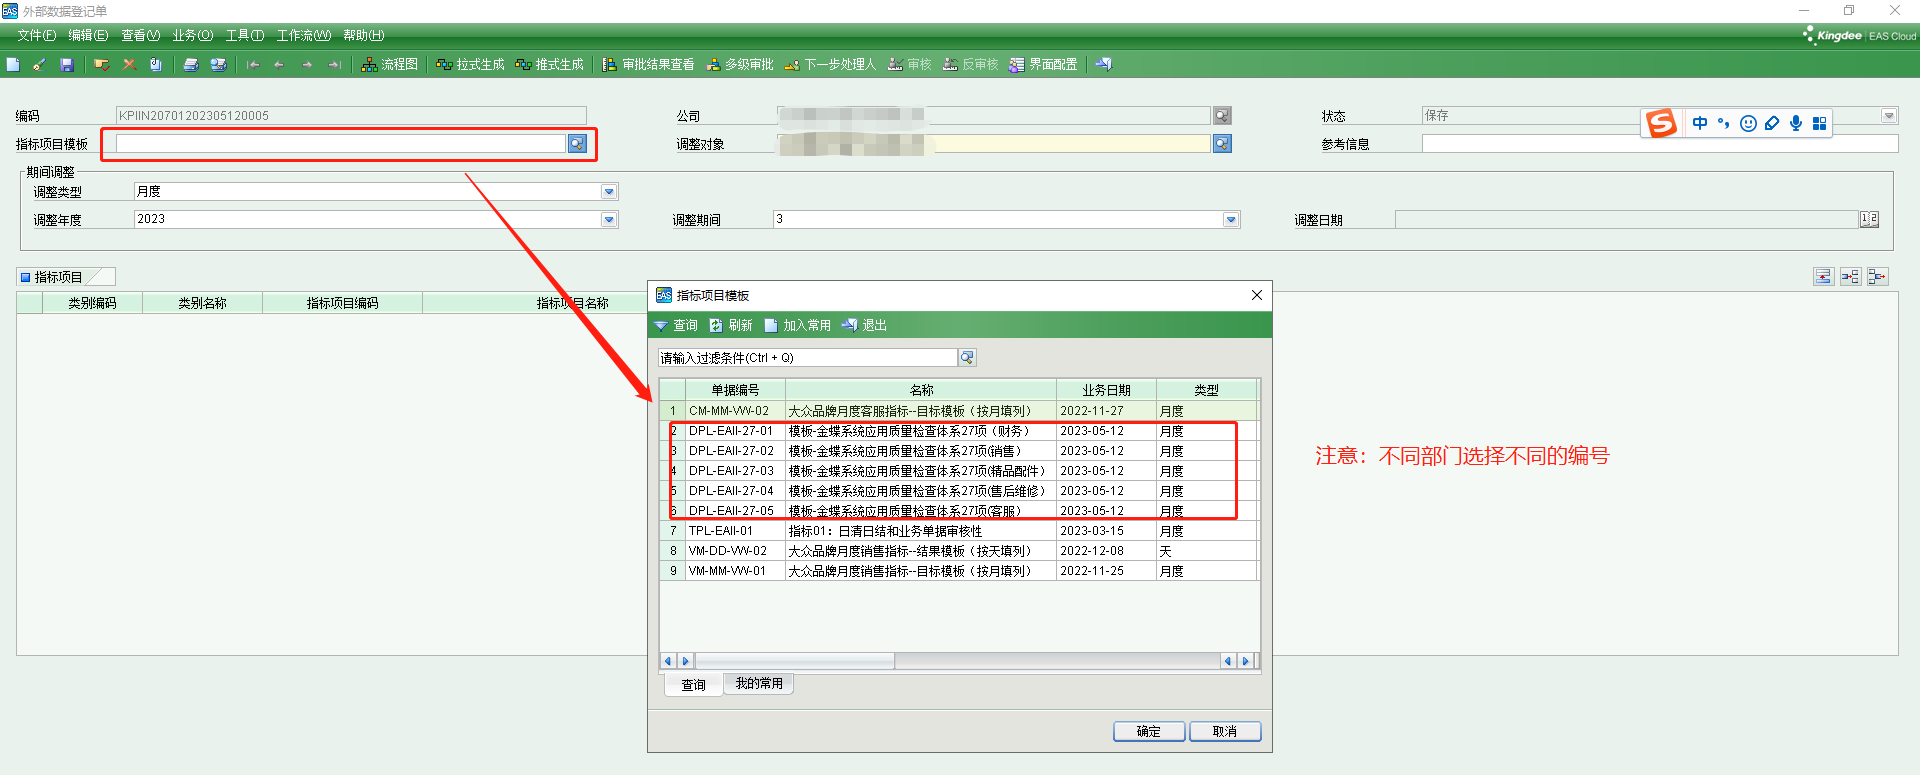 外部数据登记单
文件(F) 编辑(E) 查看(V) 业务(O) 工具(T) 工作流(W) 帮助(H)
Kingdee EAS Cloud
流程图 拉式生成 推式生成 审批结果查看 多级审批 下一步处理人 审核 反审核 界面配置
编码 KPIIN20701202305120005 公司 状态 保存
中
指标项目模板 调整对象 参考信息
期间调整
调整类型 月度
调整年度 2023 调整期间 3 调整日期
指标项目
类别编码 类别名称 指标项目编码 指标项目名称
指标项目模板
查询 刷新 加入常用 退出
请输入过滤条件(Ctrl + Q)
单据编号 名称 业务日期 类型
1 CM-MM-VW-02 大众品牌月度客服指标--目标模板（按月填列） 2022-11-27 月度
2 DPL-EAII-27-01 模板-金蝶系统应用质量检查体系27项（财务） 2023-05-12 月度
3 DPL-EAII-27-02 模板-金蝶系统应用质量检查体系27项(销售） 2023-05-12 月度
4 DPL-EAII-27-03 模板-金蝶系统应用质量检查体系27项(精品配件） 2023-05-12 月度
5 DPL-EAII-27-04 模板-金蝶系统应用质量检查体系27项(售后维修） 2023-05-12 月度
6 DPL-EAII-27-05 模板-金蝶系统应用质量检查体系27项(客服） 2023-05-12 月度
7 TPL-EAII-01 指标01：日清日结和业务单据审核性 2023-03-15 月度
8 VM-DD-VW-02 大众品牌月度销售指标--结果模板（按天填列） 2022-12-08 天
9 VM-MM-VW-01 大众品牌月度销售指标--目标模板（按月填列） 2022-11-25 月度
注意：不同部门选择不同的编号
查询 我的常用
确定 取消